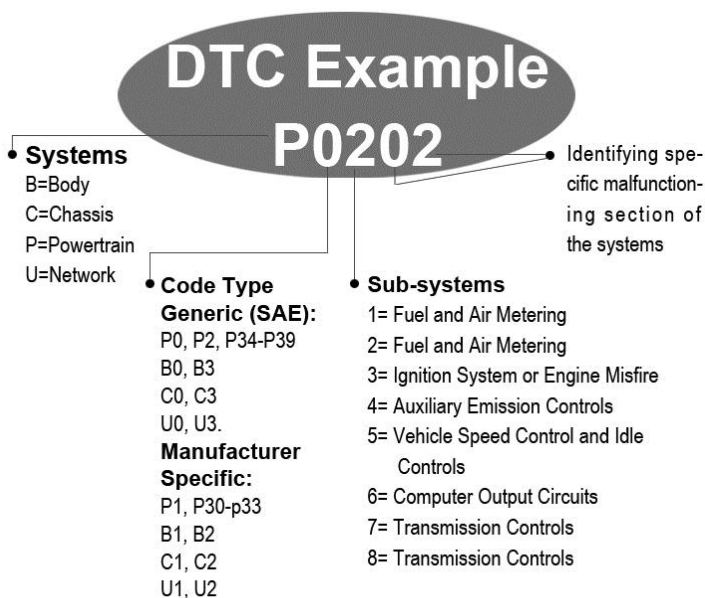 DTC Example
P0202
Systems
B=Body
C=Chassis
P=Powertrain
U=Network
Identifying spe-
cific malfunction-
ing section of
the systems
Code Type
Generic (SAE):
P0, P2, P34-P39
B0, B3
C0, C3
U0, U3.
Manufacturer
Specific:
P1, P30-p33
B1, B2
C1, C2
U1, U2
Sub-systems
1= Fuel and Air Metering
2= Fuel and Air Metering
3= Ignition System or Engine Misfire
4= Auxiliary Emission Controls
5= Vehicle Speed Control and Idle
Controls
6= Computer Output Circuits
7= Transmission Controls
8= Transmission Controls